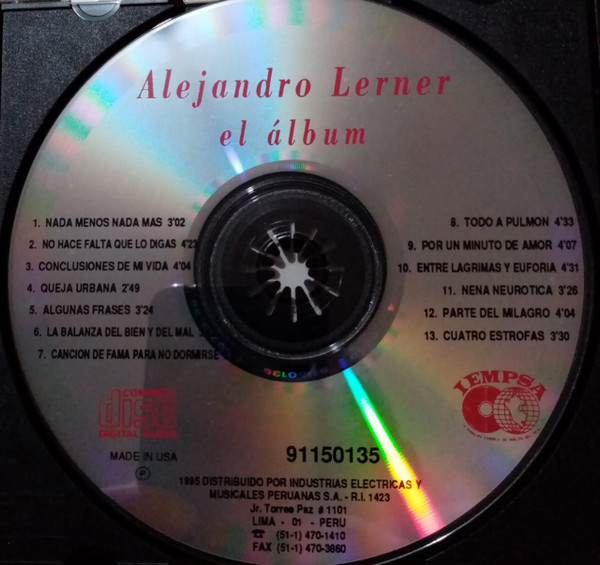 Alejandro Lerner
el álbum
1. NADA MENOS NADA MAS 3'02
2. NO HACE FALTA QUE LO DIGAS 4'23
3. CONCLUSIONES DE MI VIDA 4'04
4. QUEJA URBANA 2'49
5. ALGUNAS FRASES 3'24
6. LA BALANZA DEL BIEN Y DEL MAL
7. CANCION DE FAMA PARA NO DORMIRSE
8. TODO A PULMON 4'33
9. POR UN MINUTO DE AMOR 4'07
10. ENTRE LAGRIMAS Y EUFORIA 4'31
11. NENA NEUROTICA 3'26
12. PARTE DEL MILAGRO 4'04
13. CUATRO ESTROFAS 3'30
COMPACT
disc
DIGITAL AUDIO
IEMPSA
MADE IN USA
P
91150135
1995 DISTRIBUIDO POR INDUSTRIAS ELECTRICAS Y
MUSICALES PERUANAS S.A. - R.I. 1423
Jr. Torres Paz # 1101
LIMA - 01 - PERU
☎ (51-1) 470-1410
FAX (51-1) 470-3860